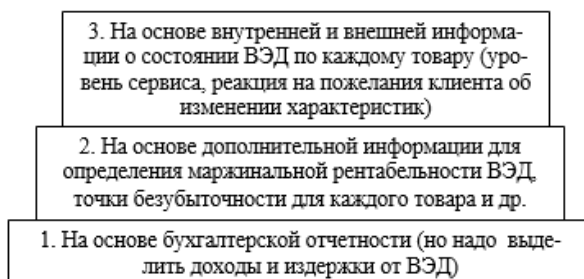 3. На основе внутренней и внешней информа-
ции о состоянии ВЭД по каждому товару (уро-
вень сервиса, реакция на пожелания клиента об
изменении характеристик)
2. На основе дополнительной информации для
определения маржинальной рентабельности ВЭД,
точки безубыточности для каждого товара и др.
1. На основе бухгалтерской отчетности (но надо выде-
лить доходы и издержки от ВЭД)